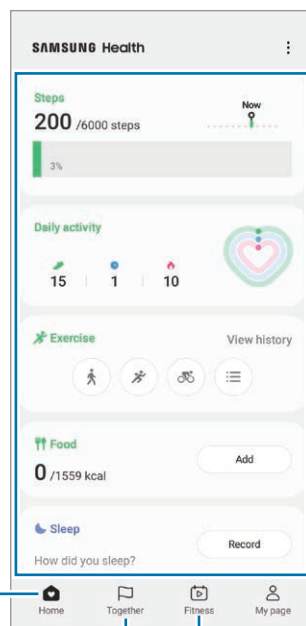 SAMSUNG Health
Steps
Now
200 /6000 steps
3%
Daily activity
15 1 10
Exercise
View history
Food
0 /1559 kcal
Add
Sleep
How did you sleep?
Record
Home Together Fitness My page